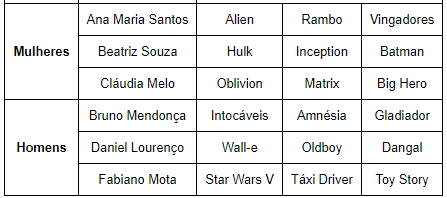 Ana Maria Santos Alien Rambo Vingadores
Mulheres Beatriz Souza Hulk Inception Batman
Cláudia Melo Oblivion Matrix Big Hero
Bruno Mendonça Intocáveis Amnésia Gladiador
Homens Daniel Lourenço Wall-e Oldboy Dangal
Fabiano Mota Star Wars V Táxi Driver Toy Story